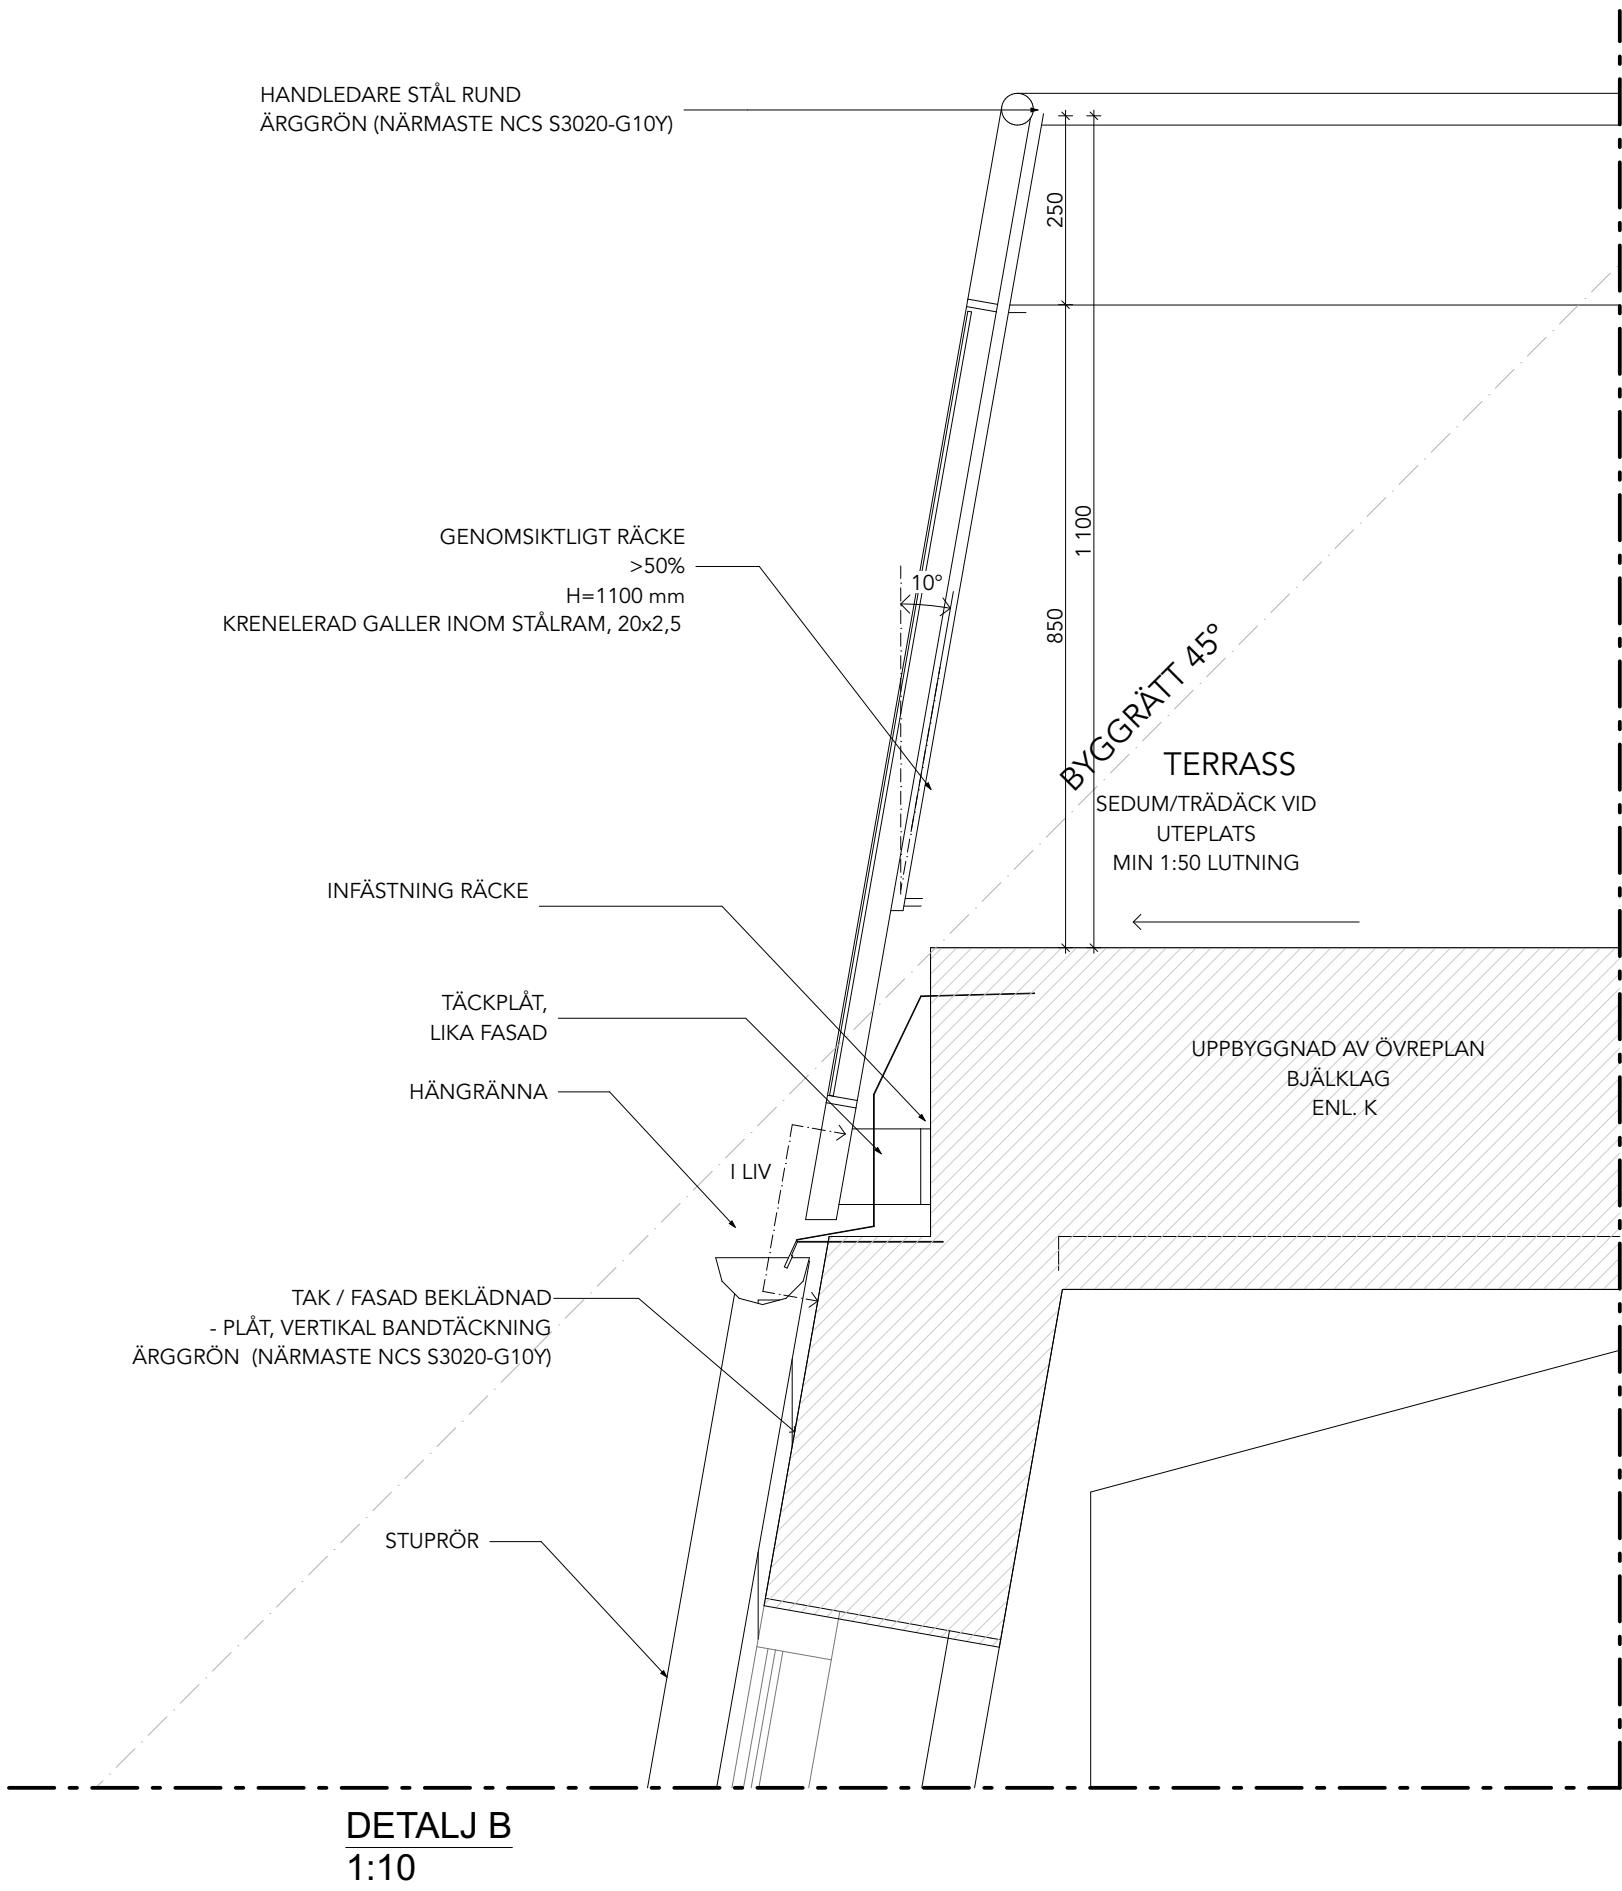 HANDLEDARE STÅL RUND
ÄRGGRÖN (NÄRMASTE NCS S3020-G10Y)
250
GENOMSIKTLIGT RÄCKE
>50%
H=1100 mm
KRENELERAD GALLER INOM STÅLRAM, 20x2,5
10°
1 100
850
BYGGRÄTT 45°
TERRASS
SEDUM/TRÄDÄCK VID
UTEPLATS
MIN 1:50 LUTNING
INFÄSTNING RÄCKE
TÄCKPLÅT,
LIKA FASAD
HÄNGRÄNNA
UPPBYGGNAD AV ÖVREPLAN
BJÄLKLAG
ENL. K
I LIV
TAK / FASAD BEKLÄDNAD
- PLÅT, VERTIKAL BANDTÄCKNING
ÄRGGRÖN (NÄRMASTE NCS S3020-G10Y)
STUPRÖR
DETALJ B
1:10